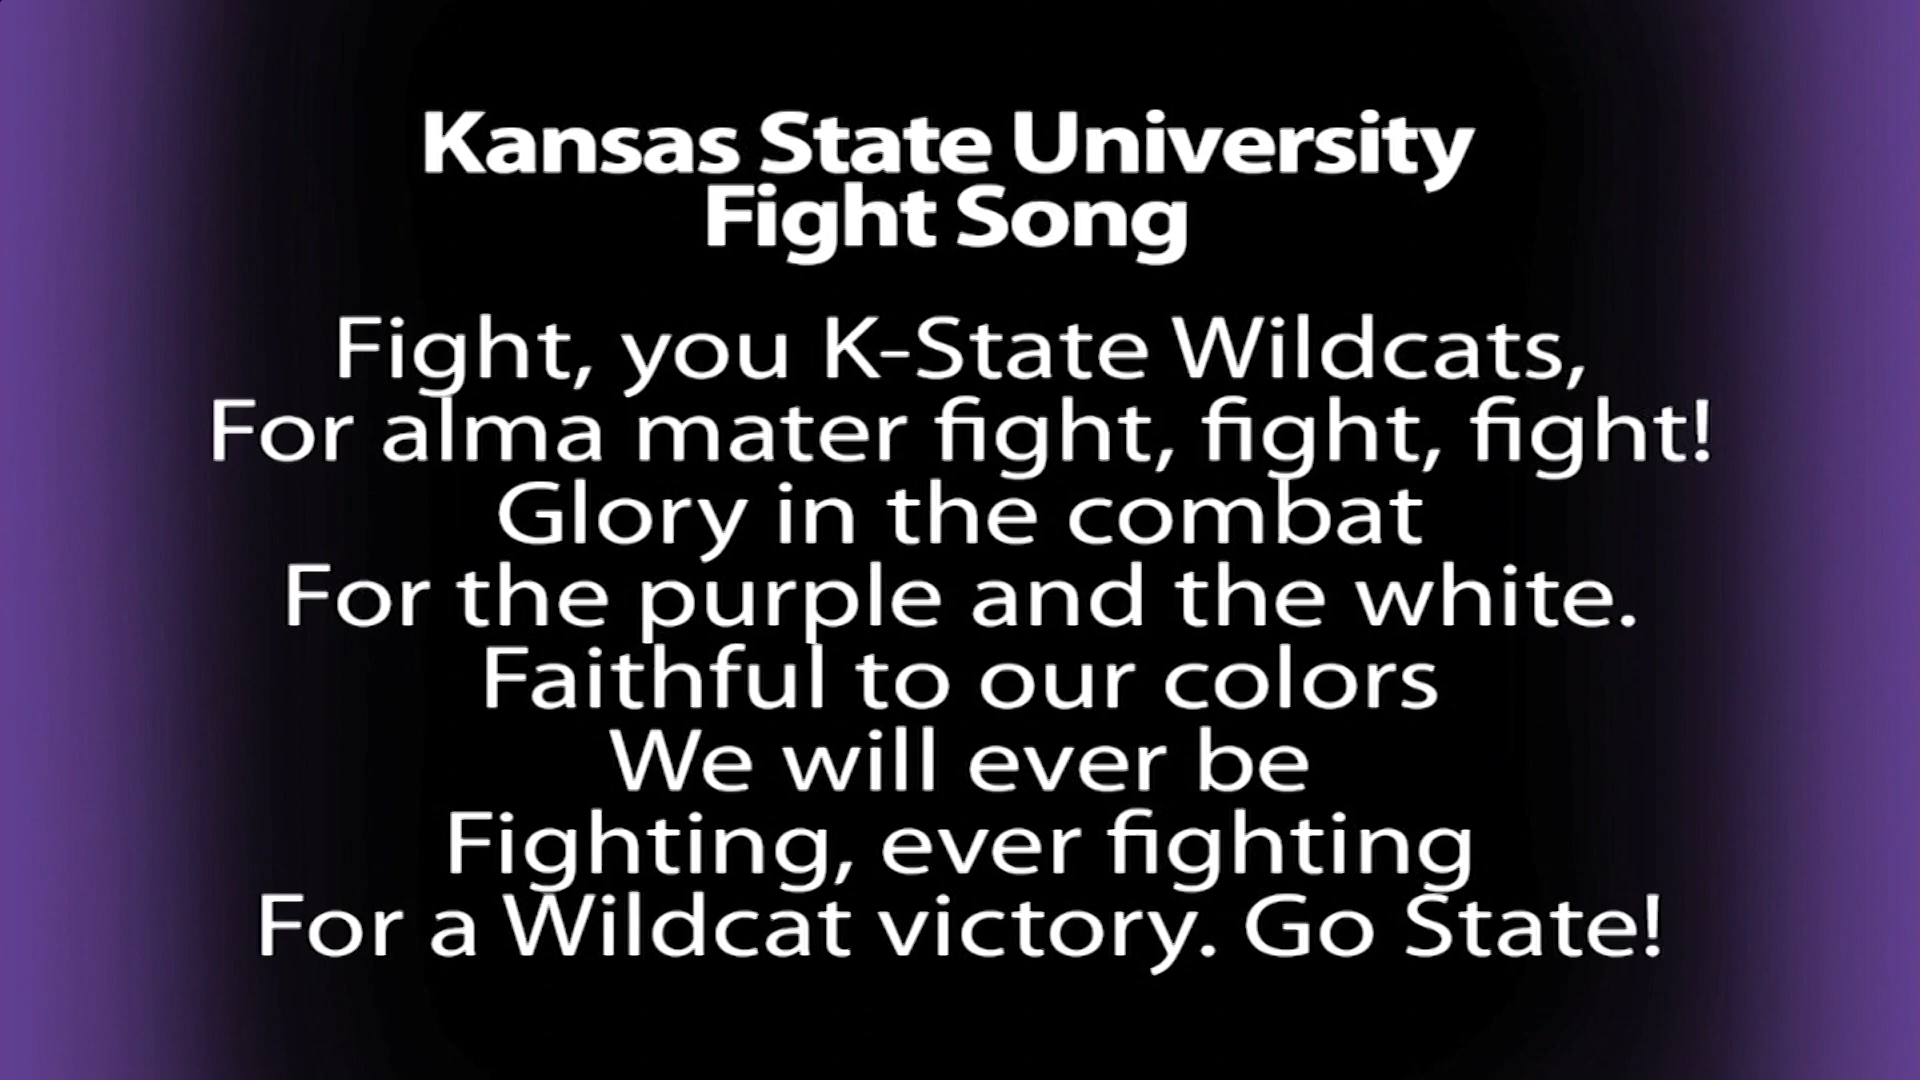 Kansas State University
Fight Song
Fight, you K-State Wildcats,
For alma mater fight, fight, fight!
Glory in the combat
For the purple and the white.
Faithful to our colors
We will ever be
Fighting, ever fighting
For a Wildcat victory. Go State!